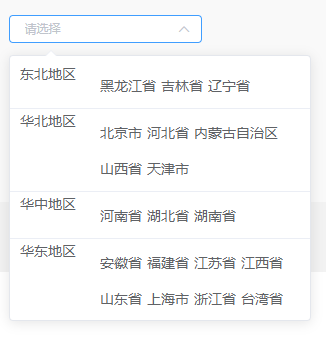 请选择
东北地区
黑龙江省 吉林省 辽宁省
华北地区
北京市 河北省 内蒙古自治区
山西省 天津市
华中地区
河南省 湖北省 湖南省
华东地区
安徽省 福建省 江苏省 江西省
山东省 上海市 浙江省 台湾省